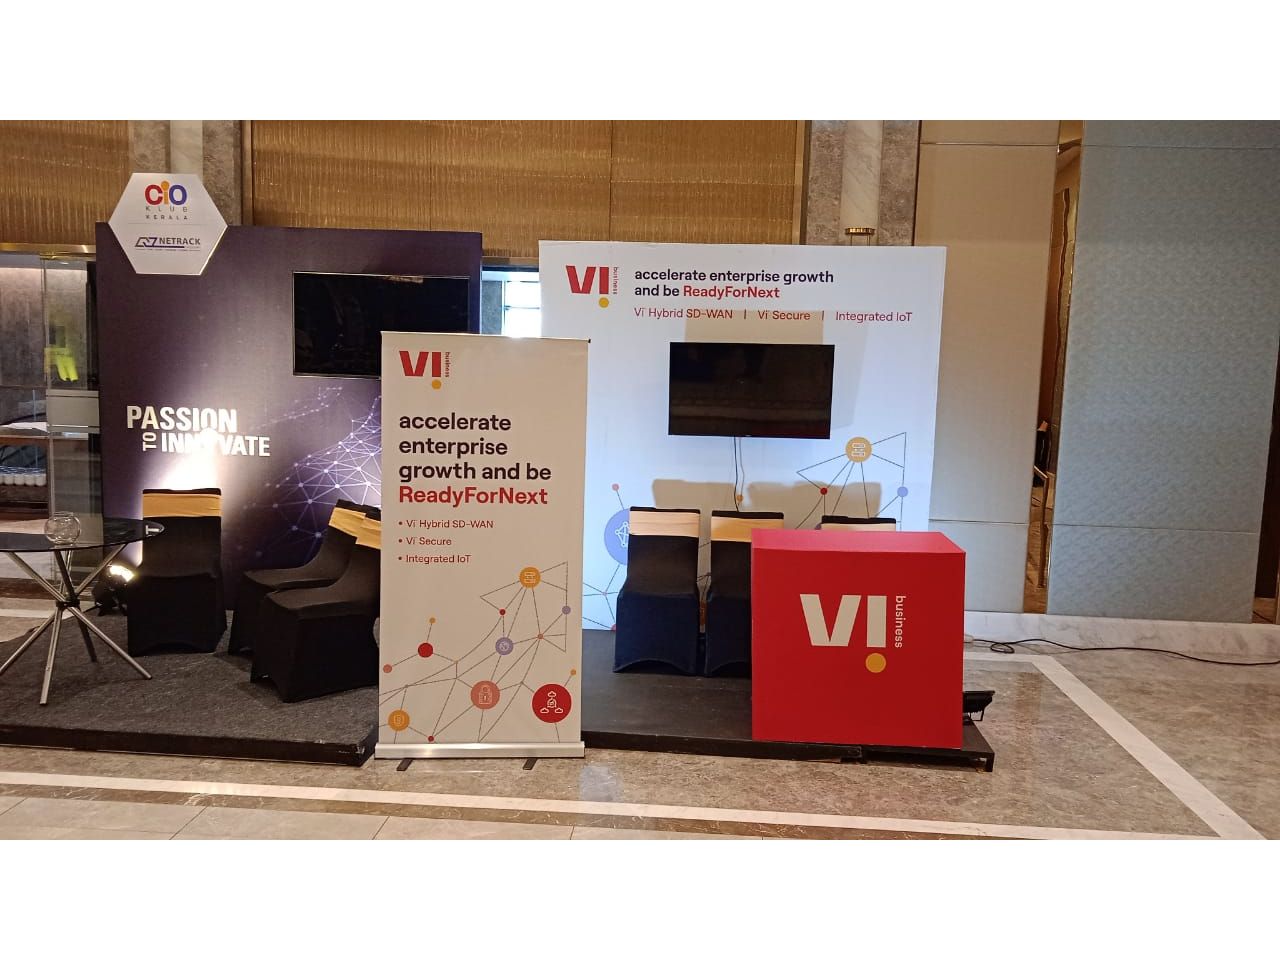 CIO
KLUB
KERALA
NETRACK
PASSION
TO INNOVATE
VI business
accelerate
enterprise
growth and be
ReadyForNext
• Vi Hybrid SD-WAN
• Vi Secure
• Integrated IoT
VI business
accelerate enterprise growth
and be ReadyForNext
Vi Hybrid SD-WAN | Vi Secure | Integrated IoT
VI business